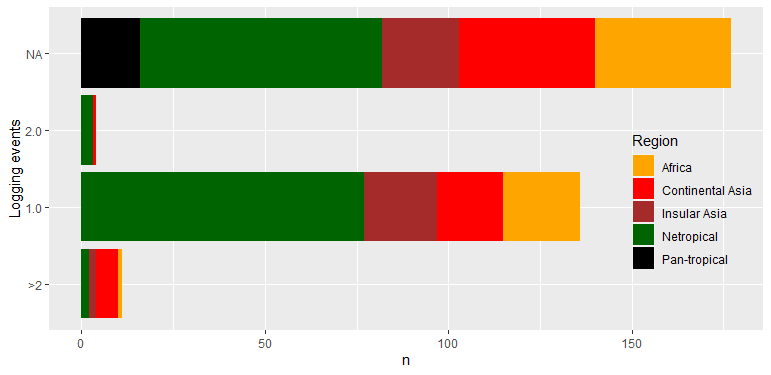 NA
2.0
1.0
>2
Logging events
0
50
100
150
n
Region
Africa
Continental Asia
Insular Asia
Netropical
Pan-tropical